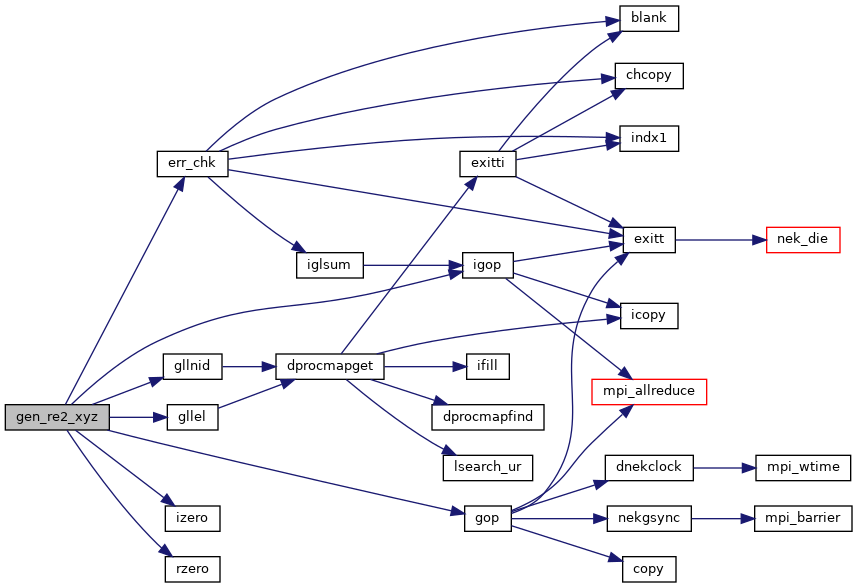 blank
chcopy
indx1
err_chk
exitti
exitt
nek_die
iglsum
igop
icopy
gllnid
dprocmapget
ifill
mpi_allreduce
gen_re2_xyz
gllel
dprocmapfind
lsearch_ur
dnekclock
mpi_wtime
izero
gop
nekgsync
mpi_barrier
rzero
copy